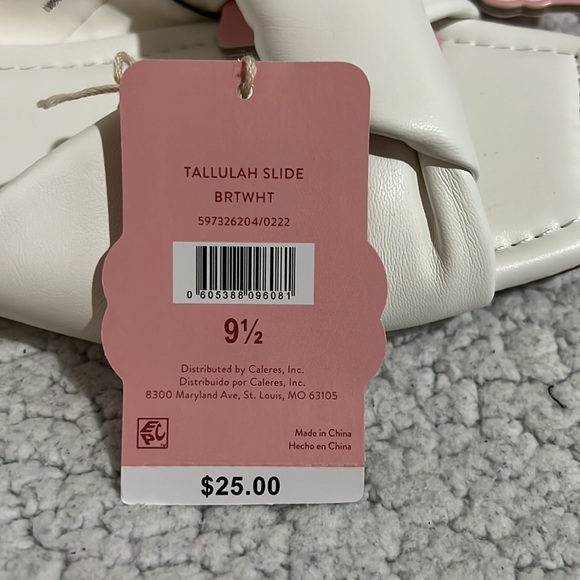 TALLULAH SLIDE
BRTWHT
597326204/0222
0 605388 096081
9½
Distributed by Caleres, Inc.
Distribuido por Caleres, Inc.
8300 Maryland Ave, St. Louis, MO 63105
EPC
Made in China
Hecho en China
$25.00